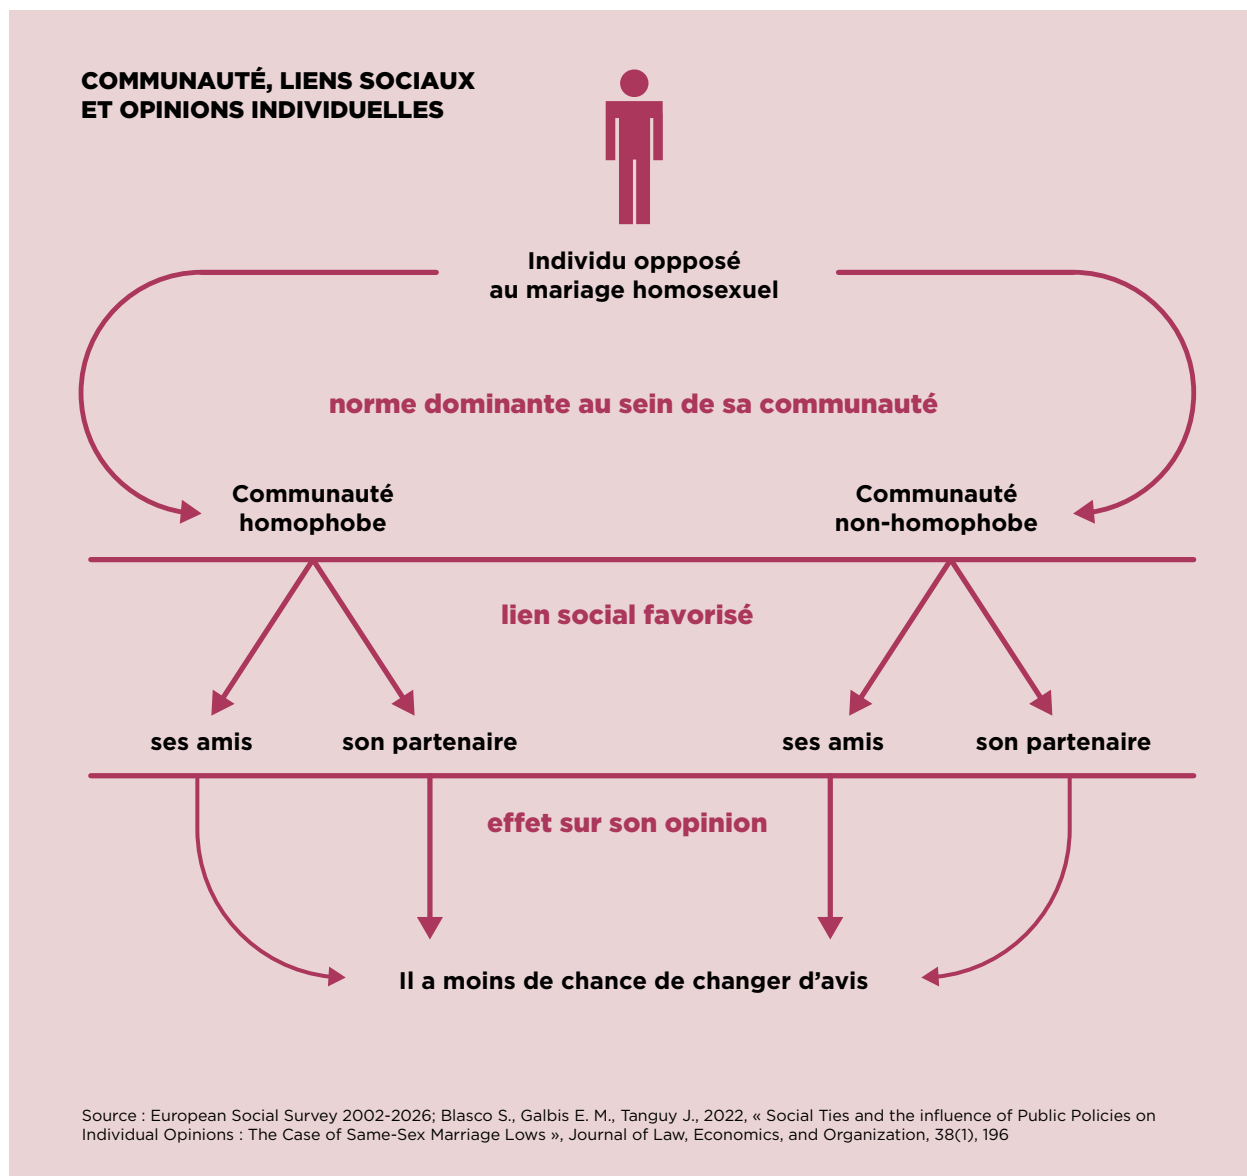 COMMUNAUTÉ, LIENS SOCIAUX
ET OPINIONS INDIVIDUELLES
Individu oppposé
au mariage homosexuel
norme dominante au sein de sa communauté
Communauté
homophobe
Communauté
non-homophobe
lien social favorisé
ses amis
son partenaire
ses amis
son partenaire
effet sur son opinion
Il a moins de chance de changer d’avis
Source : European Social Survey 2002-2026; Blasco S., Galbis E. M., Tanguy J., 2022, « Social Ties and the influence of Public Policies on
Individual Opinions : The Case of Same-Sex Marriage Lows », Journal of Law, Economics, and Organization, 38(1), 196